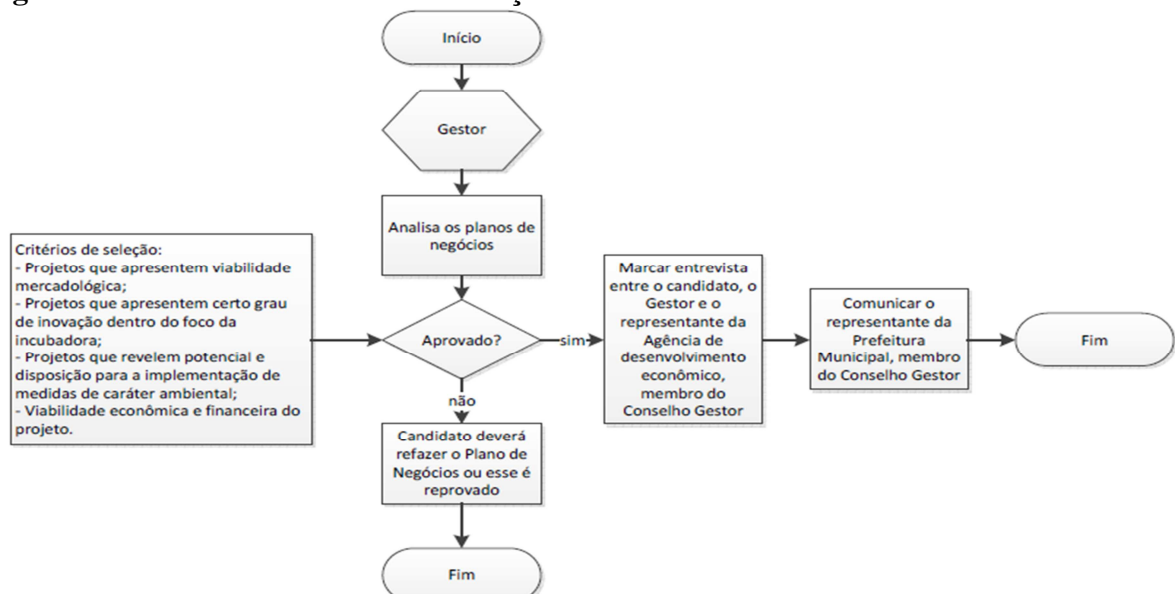 Início
Gestor
Analisa os planos de
negócios
Critérios de seleção:
- Projetos que apresentem viabilidade
mercadológica;
- Projetos que apresentem certo grau
de inovação dentro do foco da
incubadora;
- Projetos que revelem potencial e
disposição para a implementação de
medidas de caráter ambiental;
- Viabilidade econômica e financeira do
projeto.
Aprovado?
sim
Marcar entrevista
entre o candidato, o
Gestor e o
representante da
Agência de
desenvolvimento
econômico,
membro do
Conselho Gestor
Comunicar o
representante da
Prefeitura
Municipal, membro
do Conselho Gestor
Fim
não
Candidato deverá
refazer o Plano de
Negócios ou esse é
reprovado
Fim